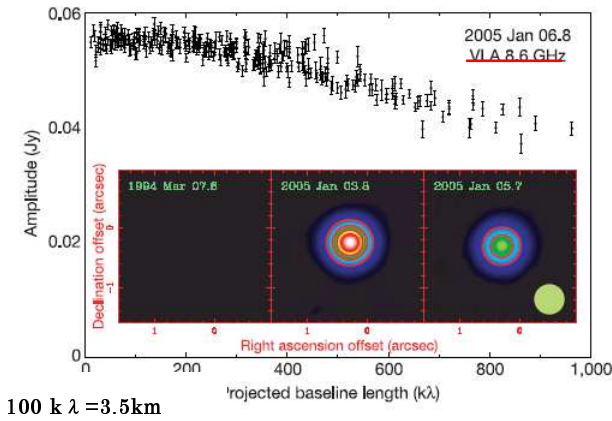 0.06
2005 Jan 06.8
VLA 8.6 GHz
Amplitude (Jy)
0.04
1994 Mar 07.6
2005 Jan 03.8
2005 Jan 05.7
Declination offset (arcsec)
0
-1
0.02
1 0 1 0 1 0
Right ascension offset (arcsec)
0
0 200 400 600 800 1,000
rojected baseline length (kλ)
100 k λ =3.5km